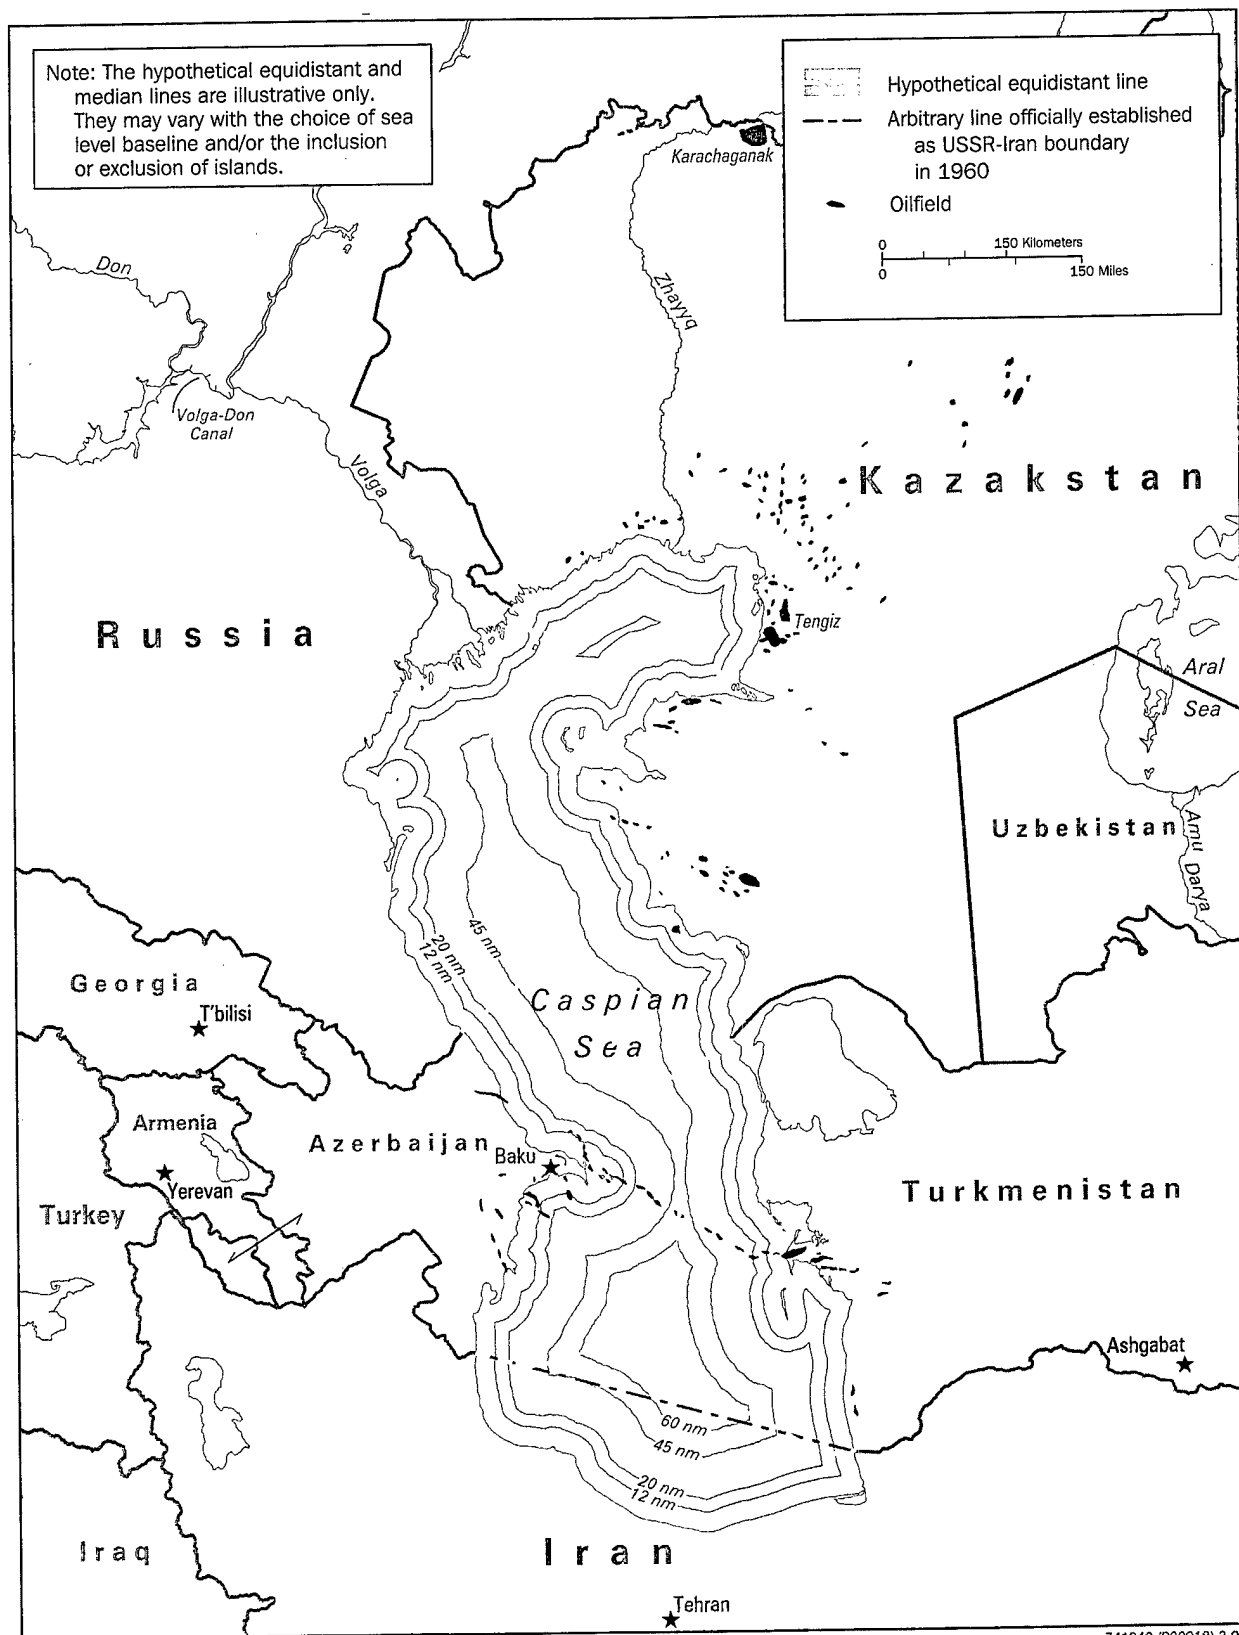 Note: The hypothetical equidistant and
median lines are illustrative only.
They may vary with the choice of sea
level baseline and/or the inclusion
or exclusion of islands.
Hypothetical equidistant line
Arbitrary line officially established
as USSR-Iran boundary
in 1960
Oilfield
0 150 Kilometers
0 150 Miles
Karachaganak
Don
Zhayyq
Volga-Don
Canal
Volga
Kazakstan
Russia
Tengiz
Aral
Sea
Uzbekistan
Amu
Darya
45 nm
20 nm
12 nm
Georgia
T'bilisi
Caspian
Sea
Armenia
Azerbaijan
Baku
Yerevan
Turkey
Turkmenistan
Ashgabat
60 nm
45 nm
20 nm
12 nm
Iraq
Iran
Tehran